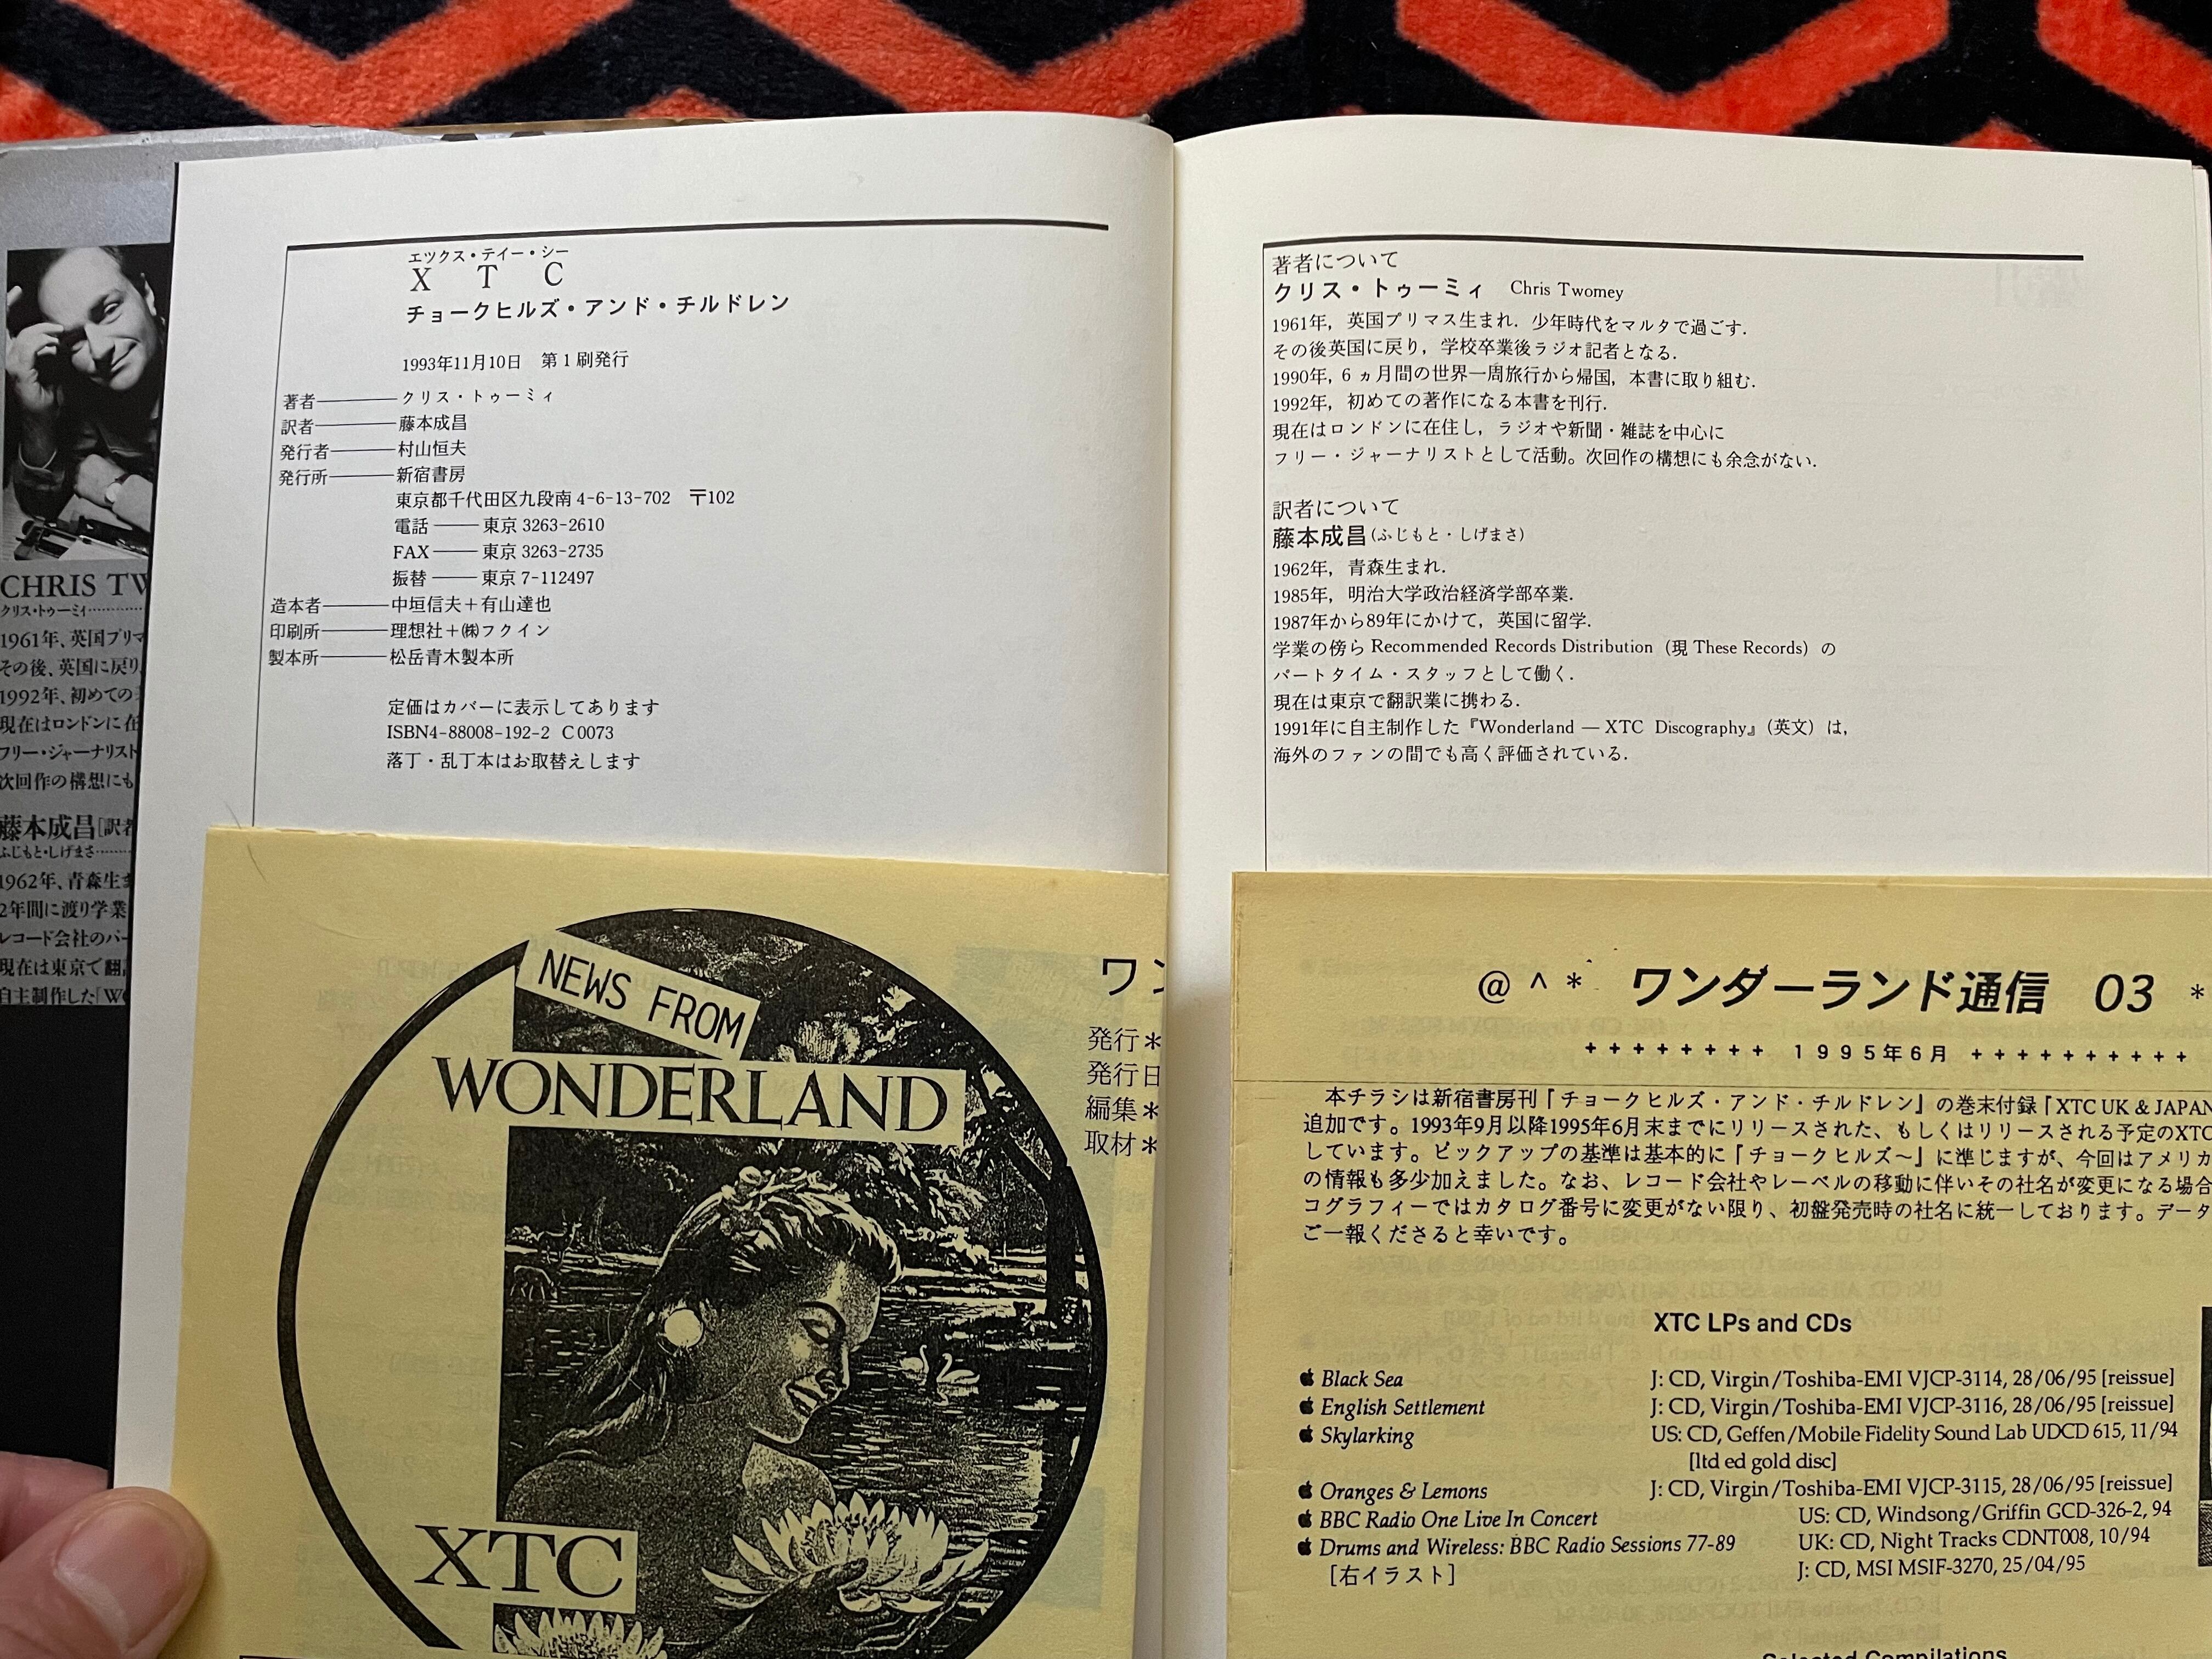 CHRIS TW
クリス・トゥーミィ
1961年、英国プリマ
その後、英国に戻り
1992年、初めての
現在はロンドンに在
フリー・ジャーナリスト
次回作の構想にも
藤本成昌[訳者
ふじもと・しげまさ
1962年、青森生ま
2年間に渡り学業
レコード会社のパー
現在は東京で翻訳
自主制作した「WO
エックス・ティー・シー
X T C
チョークヒルズ・アンド・チルドレン
1993年11月10日 第1刷発行
著者――クリス・トゥーミィ
訳者――藤本成昌
発行者――村山恒夫
発行所――新宿書房
東京都千代田区九段南4-6-13-702 〒102
電話――東京 3263-2610
FAX――東京 3263-2735
振替――東京 7-112497
造本者――中垣信夫+有山達也
印刷所――理想社+㈱フクイン
製本所――松岳青木製本所
定価はカバーに表示してあります
ISBN4-88008-192-2 C0073
落丁・乱丁本はお取替えします
著者について
クリス・トゥーミィ Chris Twomey
1961年，英国プリマス生まれ．少年時代をマルタで過ごす．
その後英国に戻り，学校卒業後ラジオ記者となる．
1990年，6ヵ月間の世界一周旅行から帰国，本書に取り組む．
1992年，初めての著作になる本書を刊行．
現在はロンドンに在住し，ラジオや新聞・雑誌を中心に
フリー・ジャーナリストとして活動。次回作の構想にも余念がない．
訳者について
藤本成昌(ふじもと・しげまさ)
1962年，青森生まれ．
1985年，明治大学政治経済学部卒業．
1987年から89年にかけて，英国に留学．
学業の傍ら Recommended Records Distribution (現 These Records) の
パートタイム・スタッフとして働く．
現在は東京で翻訳業に携わる．
1991年に自主制作した『Wonderland — XTC Discography』(英文) は，
海外のファンの間でも高く評価されている．
NEWS FROM
WONDERLAND
XTC
ワン
発行＊
発行日
編集＊
取材＊
@ ^ * ワンダーランド通信 03 *
+ + + + + + + + 1995年6月 + + + + + + + + + +
本チラシは新宿書房刊『チョークヒルズ・アンド・チルドレン』の巻末付録「XTC UK & JAPAN
追加です。1993年9月以降1995年6月末までにリリースされた、もしくはリリースされる予定のXTC
しています。ピックアップの基準は基本的に『チョークヒルズ〜』に準じますが、今回はアメリカ
の情報も多少加えました。なお、レコード会社やレーベルの移動に伴いその社名が変更になる場合
コグラフィーではカタログ番号に変更がない限り、初盤発売時の社名に統一しております。データ
ご一報くださると幸いです。
XTC LPs and CDs
Black Sea J: CD, Virgin/Toshiba-EMI VJCP-3114, 28/06/95 [reissue]
English Settlement J: CD, Virgin/Toshiba-EMI VJCP-3116, 28/06/95 [reissue]
Skylarking US: CD, Geffen/Mobile Fidelity Sound Lab UDCD 615, 11/94
[ltd ed gold disc]
Oranges & Lemons J: CD, Virgin/Toshiba-EMI VJCP-3115, 28/06/95 [reissue]
BBC Radio One Live In Concert US: CD, Windsong/Griffin GCD-326-2, 94
Drums and Wireless: BBC Radio Sessions 77-89 UK: CD, Night Tracks CDNT008, 10/94
[右イラスト] J: CD, MSI MSIF-3270, 25/04/95
Selected Compilations